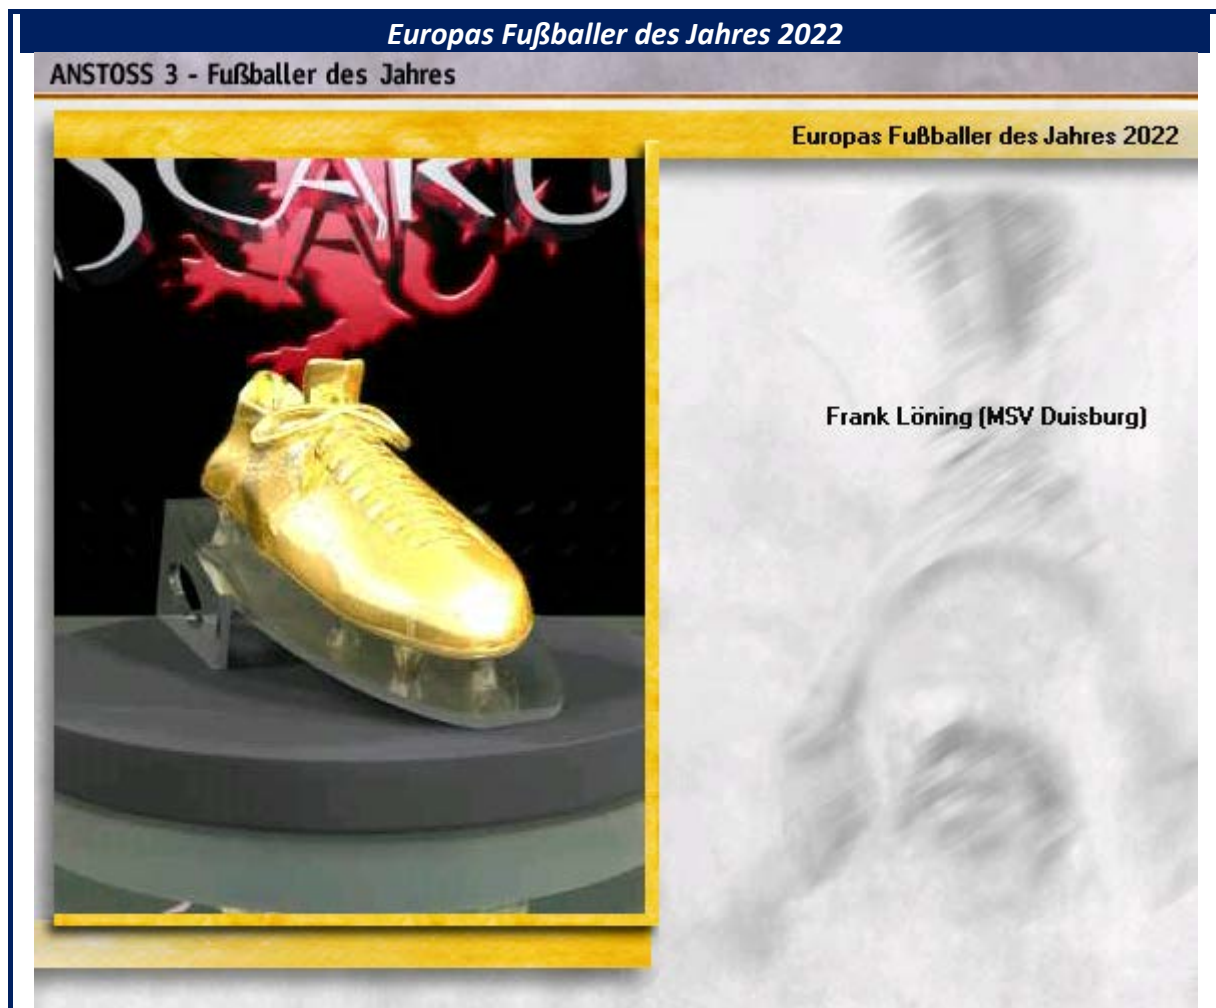 Europas Fußballer des Jahres 2022
ANSTOSS 3 - Fußballer des Jahres
Europas Fußballer des Jahres 2022
Frank Löning (MSV Duisburg)